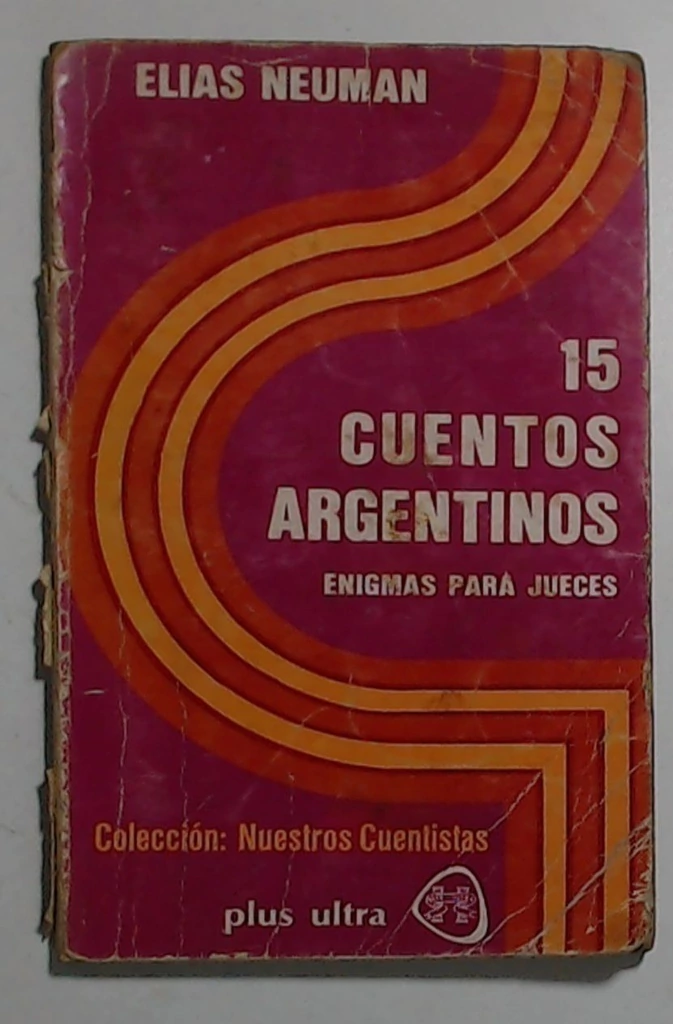 ELIAS NEUMAN
15
CUENTOS
ARGENTINOS
ENIGMAS PARA JUECES
Colección: Nuestros Cuentistas
plus ultra